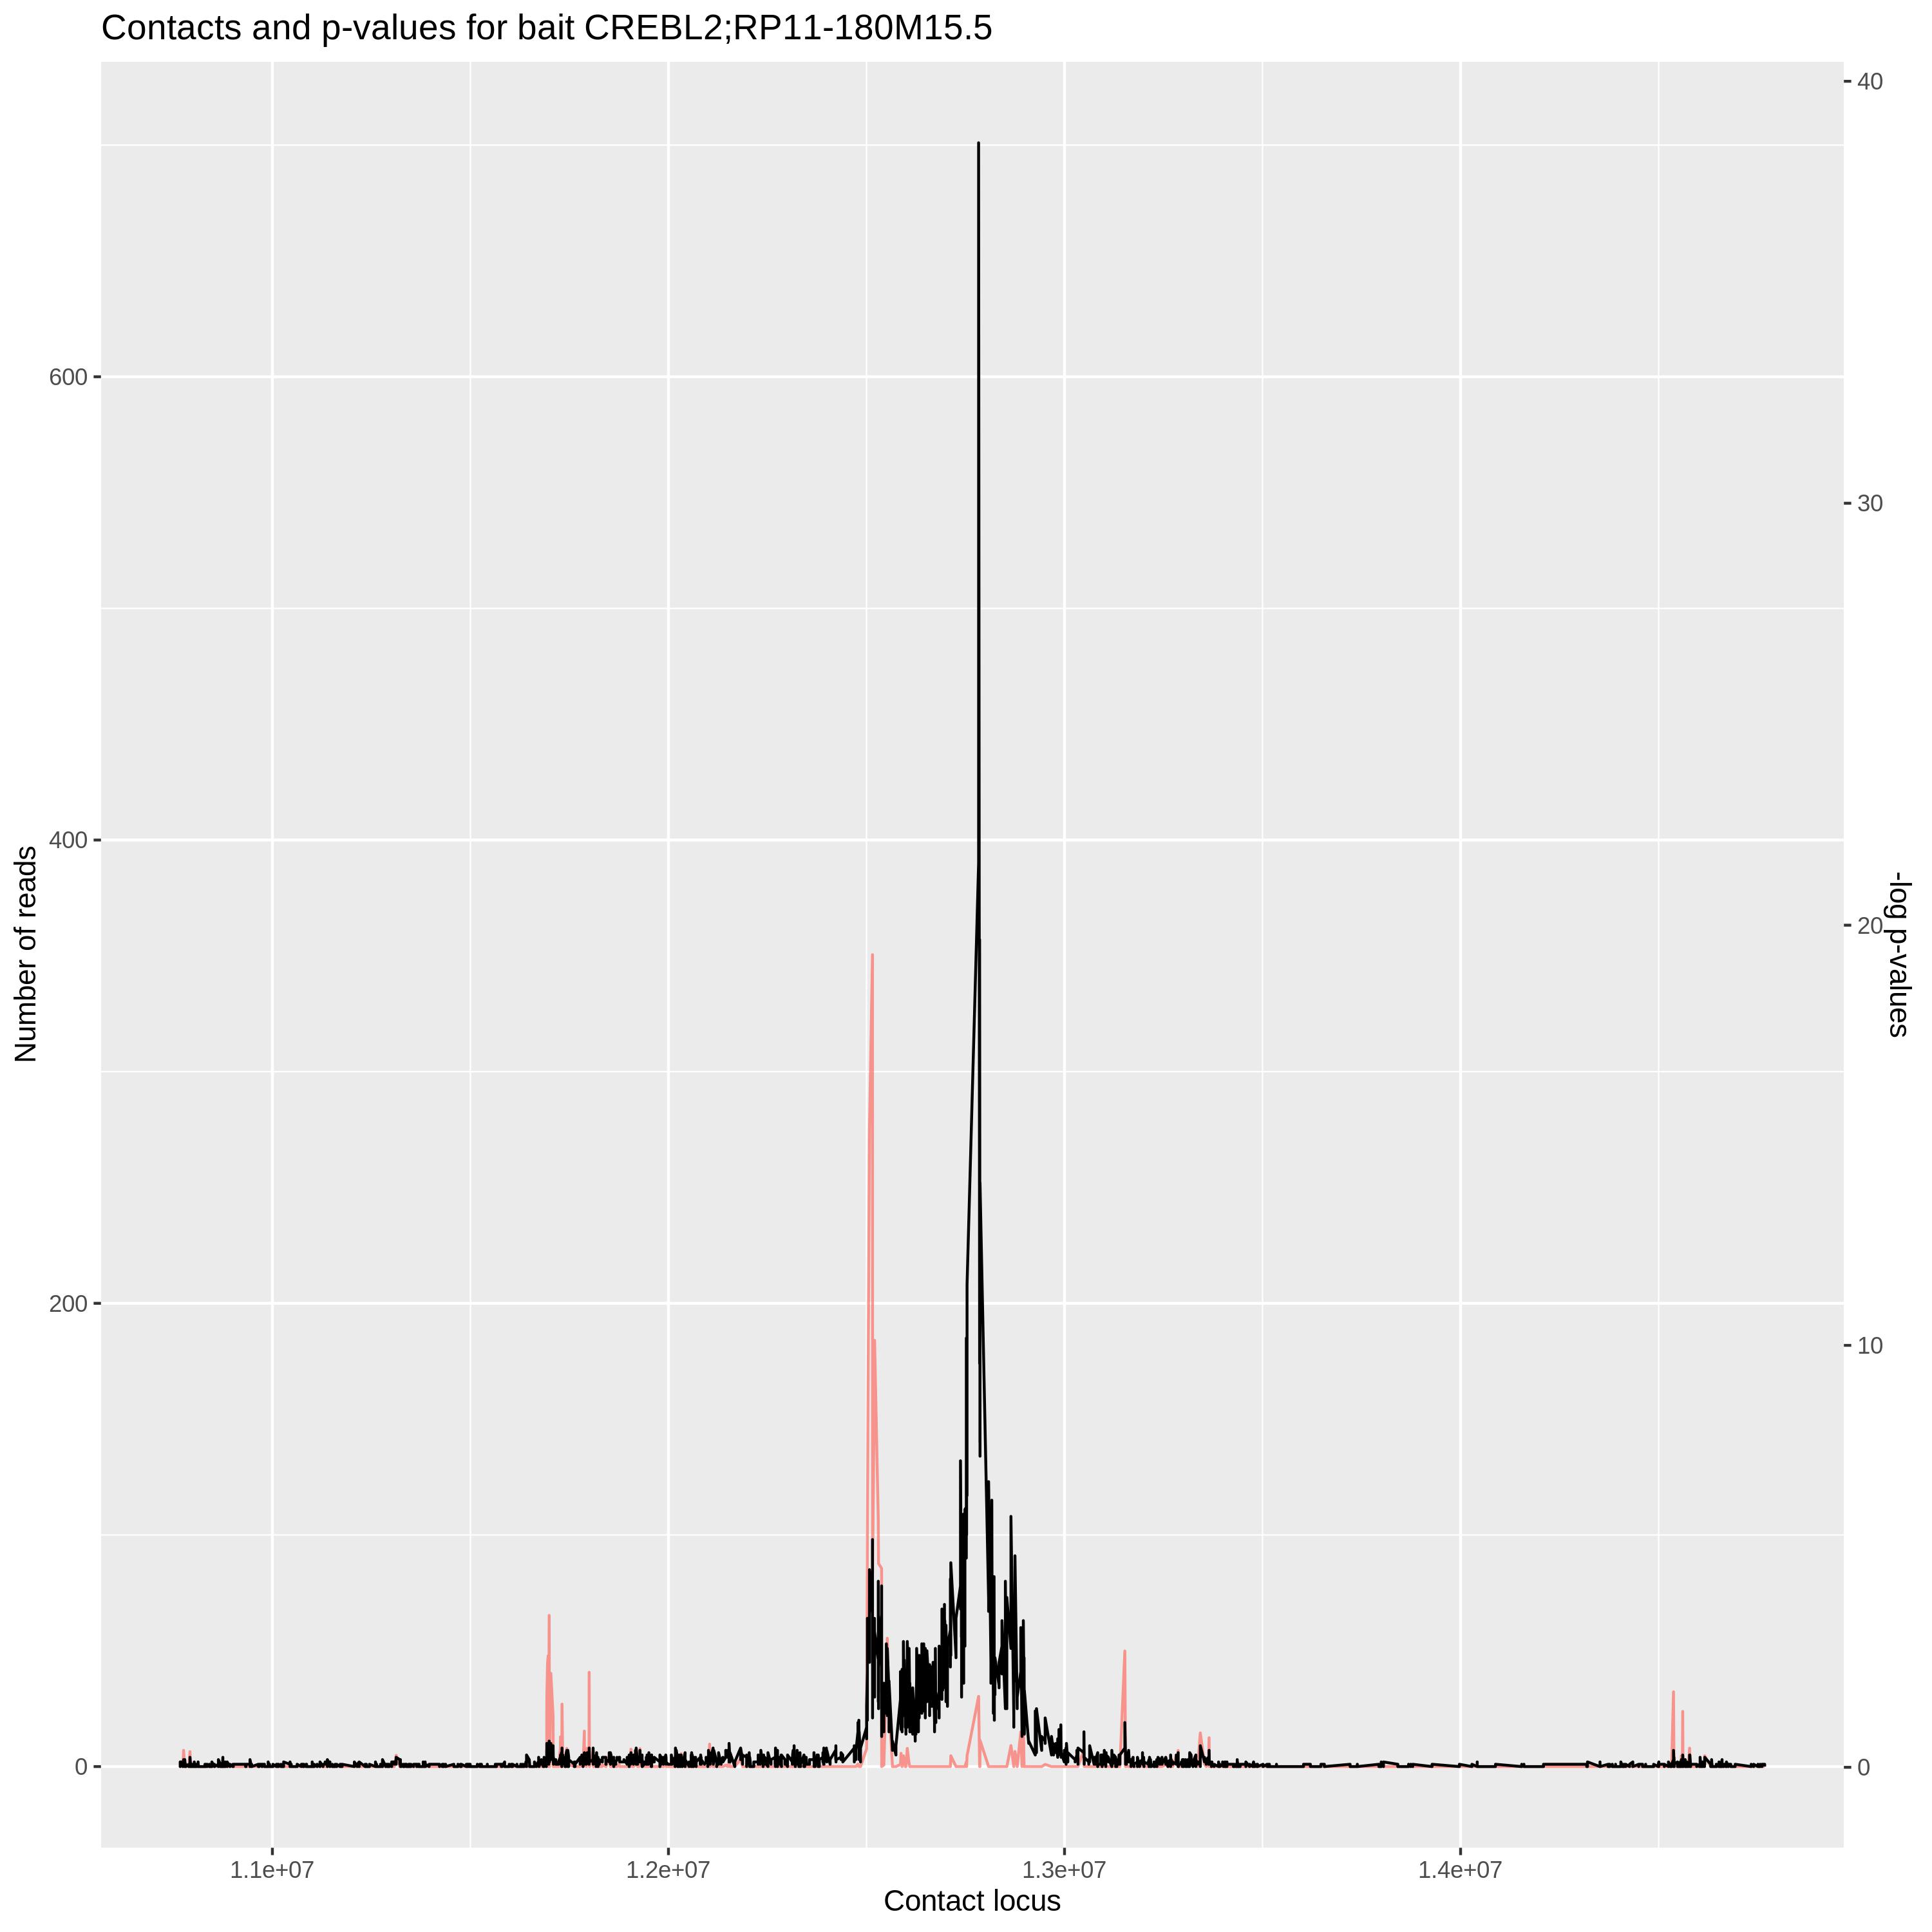 Contacts and p-values for bait CREBL2;RP11-180M15.5
40
600
30
400
20
Number of reads
-log p-values
200
10
0
0
1.1e+07
1.2e+07
1.3e+07
1.4e+07
Contact locus